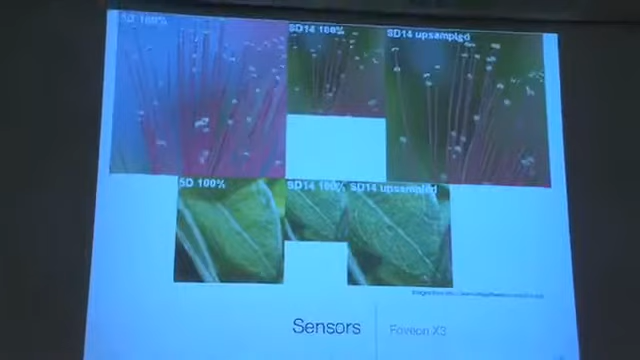 5D 100%
SD14 100%
SD14 upsampled
5D 100%
SD14 100%
SD14 upsampled
Sensors
Foveon X3